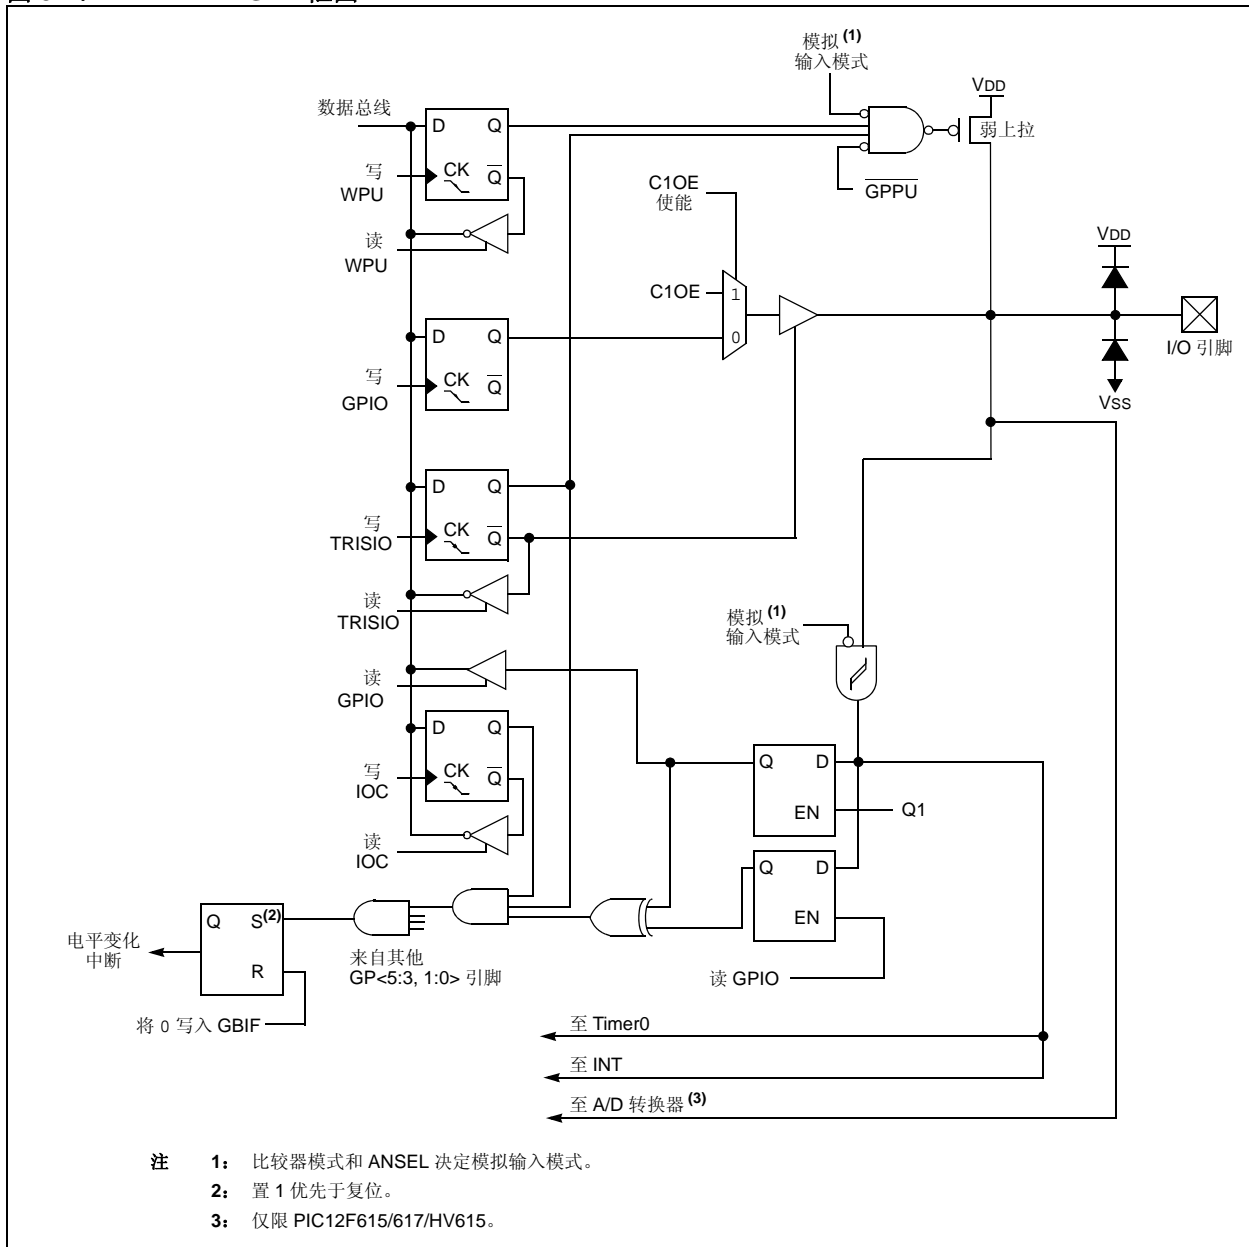 模拟 (1)
输入模式
VDD
数据总线
D Q
弱上拉
写
WPU
CK Q
C1OE
使能
GPPU
读
WPU
VDD
C1OE
1
0
D Q
I/O 引脚
写
GPIO
CK Q
VSS
D Q
写
TRISIO
CK Q
读
TRISIO
模拟 (1)
输入模式
读
GPIO
D Q
写
IOC
CK Q
Q D
EN
Q1
读
IOC
Q D
EN
Q S(2)
R
电平变化
中断
来自其他
GP<5:3, 1:0> 引脚
读 GPIO
将 0 写入 GBIF
至 Timer0
至 INT
至 A/D 转换器 (3)
注 1： 比较器模式和 ANSEL 决定模拟输入模式。
2： 置 1 优先于复位。
3： 仅限 PIC12F615/617/HV615。